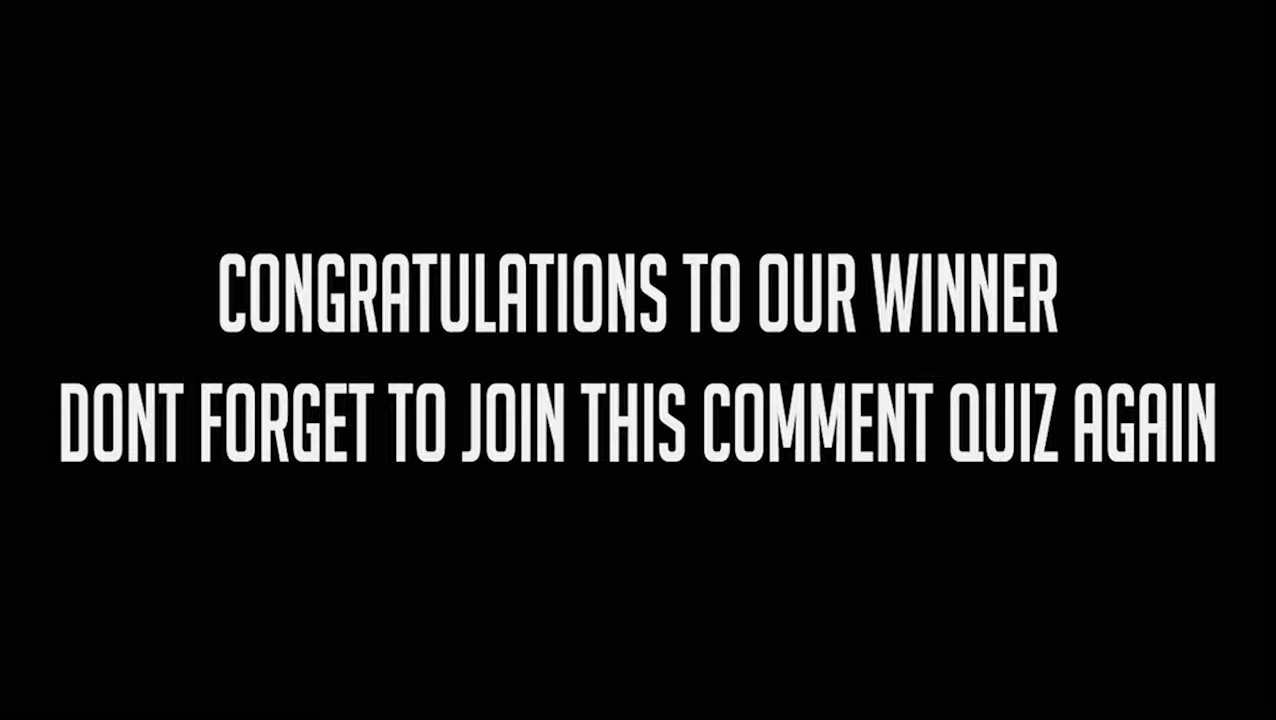 CONGRATULATIONS TO OUR WINNER
DONT FORGET TO JOIN THIS COMMENT QUIZ AGAIN